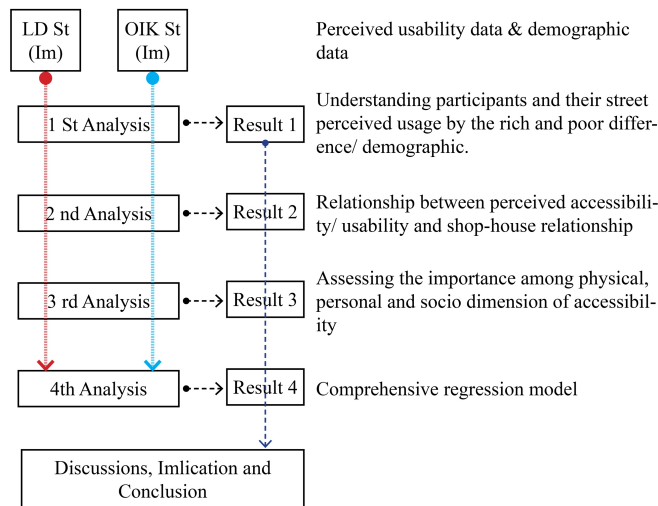 LD St
(Im)
OIK St
(Im)
Perceived usability data & demographic
data
1 St Analysis
Result 1
Understanding participants and their street
perceived usage by the rich and poor differ-
ence/ demographic.
2 nd Analysis
Result 2
Relationship between perceived accessibili-
ty/ usability and shop-house relationship
3 rd Analysis
Result 3
Assessing the importance among physical,
personal and socio dimension of accessibil-
ity
4th Analysis
Result 4
Comprehensive regression model
Discussions, Imlication and
Conclusion